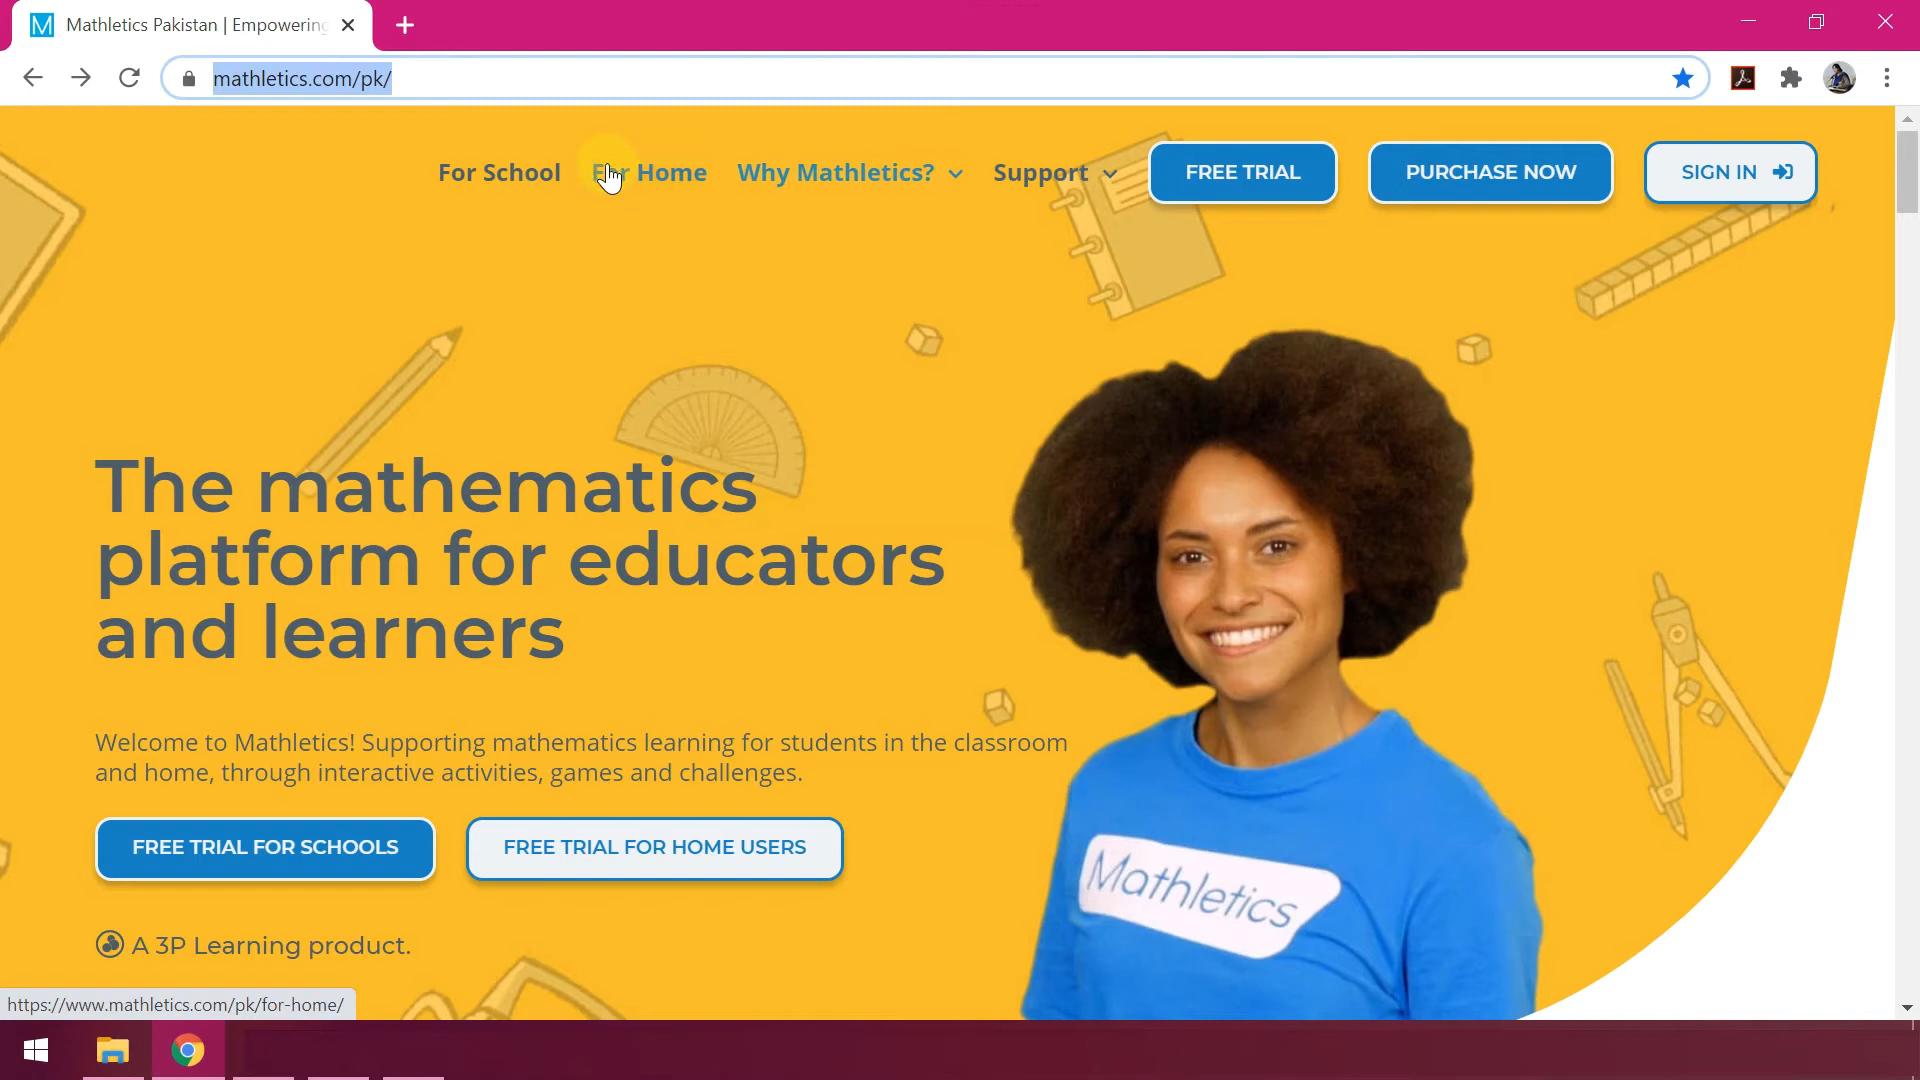 Mathletics Pakistan | Empowering
mathletics.com/pk/
For School
For Home
Why Mathletics?
Support
FREE TRIAL
PURCHASE NOW
SIGN IN
The mathematics
platform for educators
and learners
Welcome to Mathletics! Supporting mathematics learning for students in the classroom
and home, through interactive activities, games and challenges.
FREE TRIAL FOR SCHOOLS
FREE TRIAL FOR HOME USERS
Mathletics
A 3P Learning product.
https://www.mathletics.com/pk/for-home/